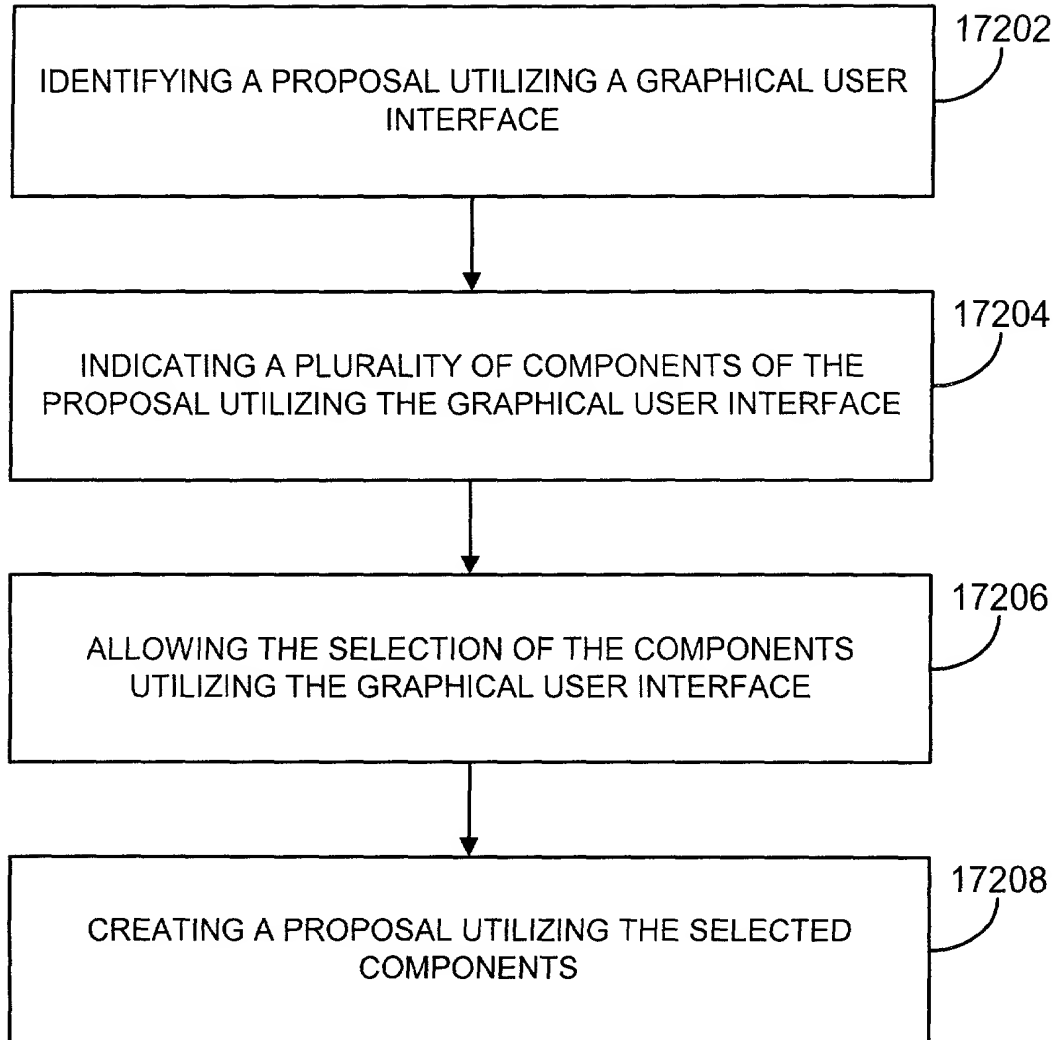 17202
IDENTIFYING A PROPOSAL UTILIZING A GRAPHICAL USER
INTERFACE
17204
INDICATING A PLURALITY OF COMPONENTS OF THE
PROPOSAL UTILIZING THE GRAPHICAL USER INTERFACE
17206
ALLOWING THE SELECTION OF THE COMPONENTS
UTILIZING THE GRAPHICAL USER INTERFACE
17208
CREATING A PROPOSAL UTILIZING THE SELECTED
COMPONENTS